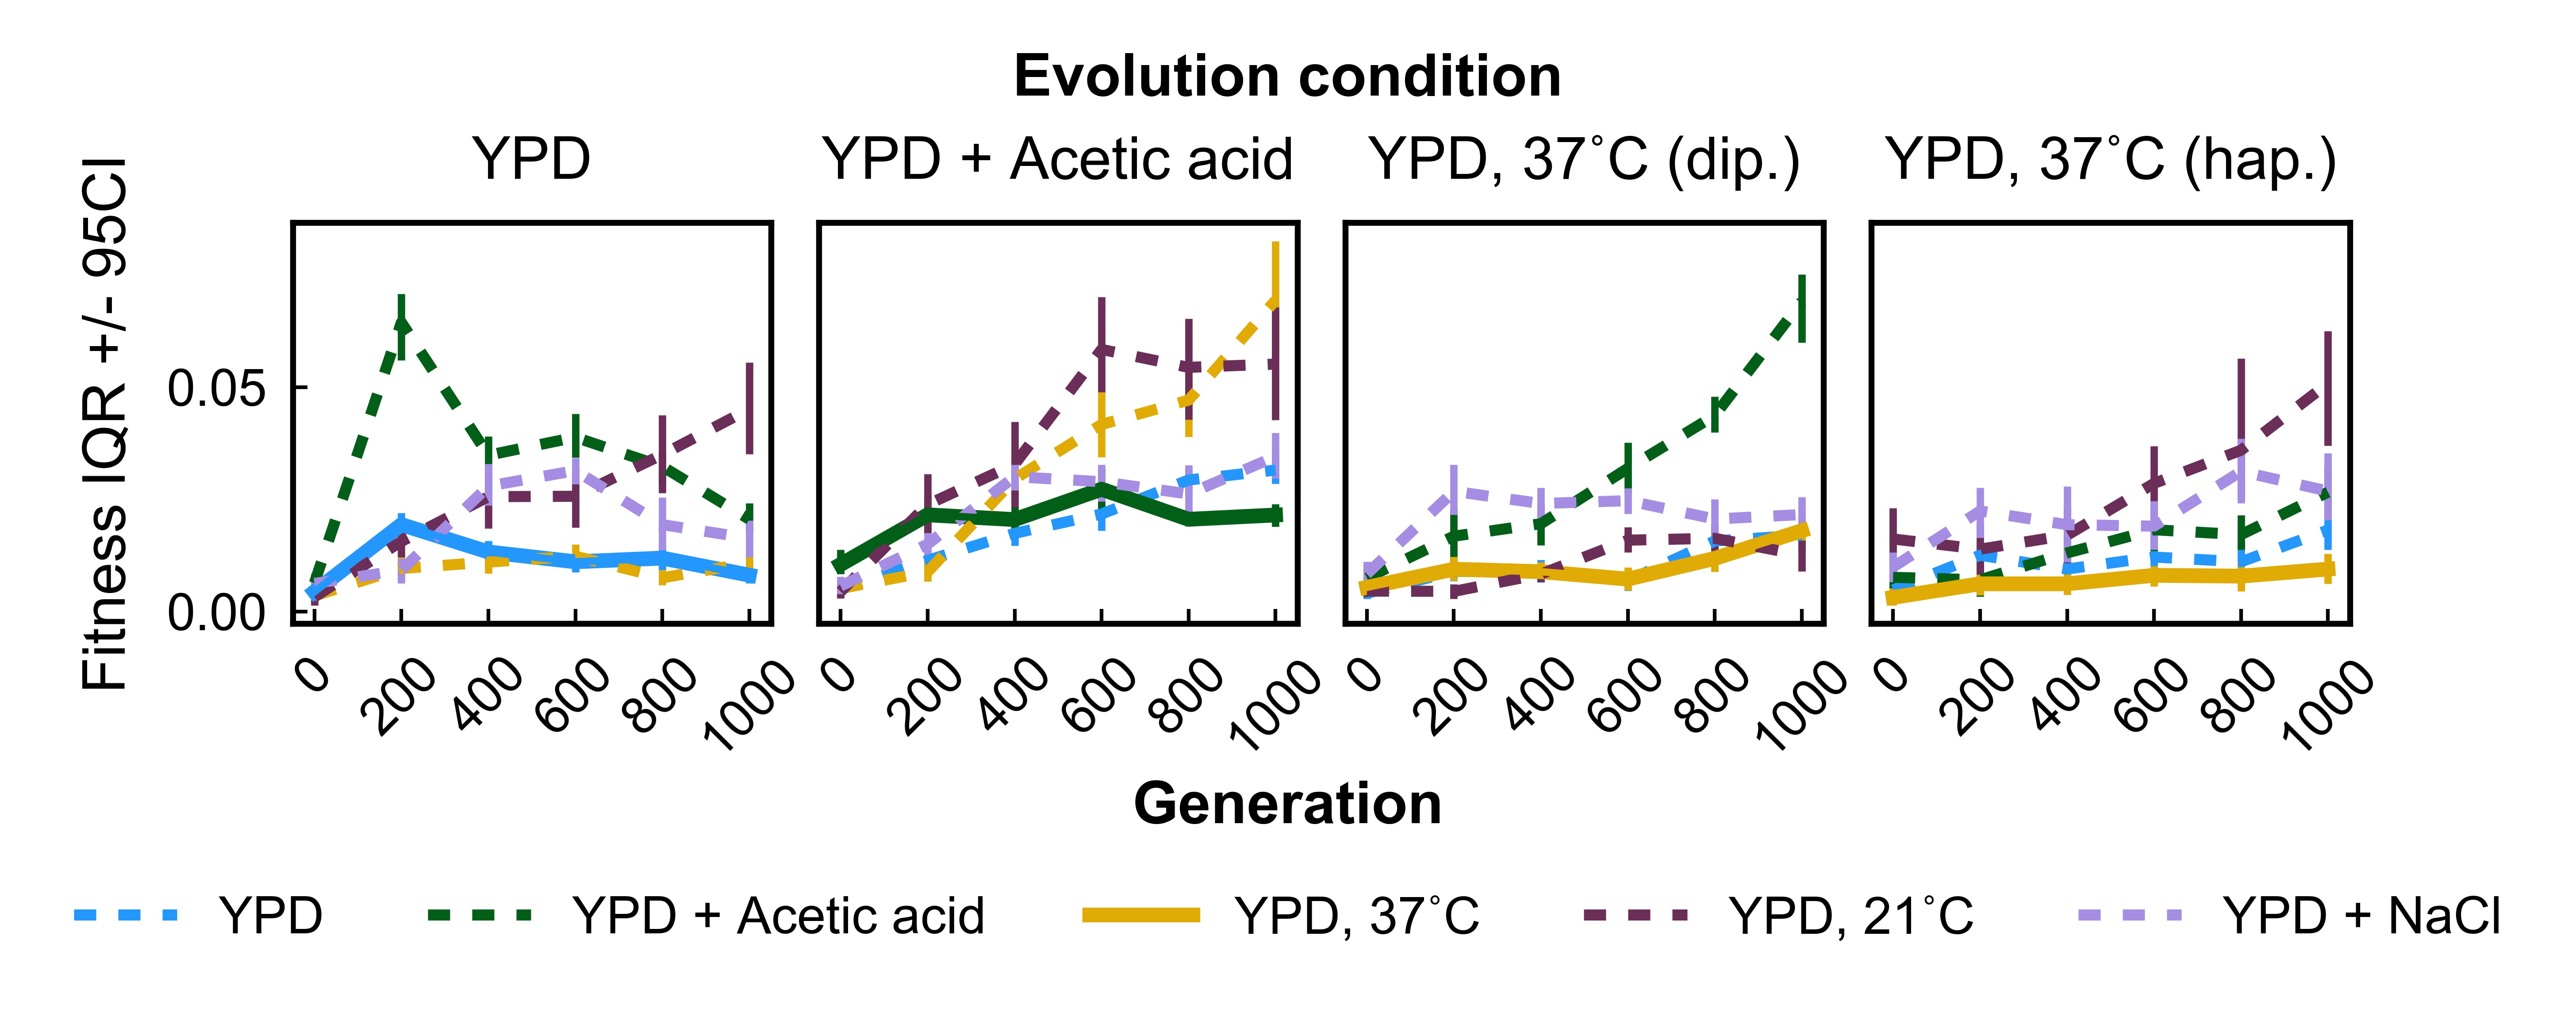 Evolution condition
YPD YPD + Acetic acid YPD, 37°C (dip.) YPD, 37°C (hap.)
Fitness IQR +/- 95CI
0.05
0.00
0 200 400 600 800 1000 0 200 400 600 800 1000 0 200 400 600 800 1000 0 200 400 600 800 1000
Generation
YPD YPD + Acetic acid YPD, 37°C YPD, 21°C YPD + NaCl